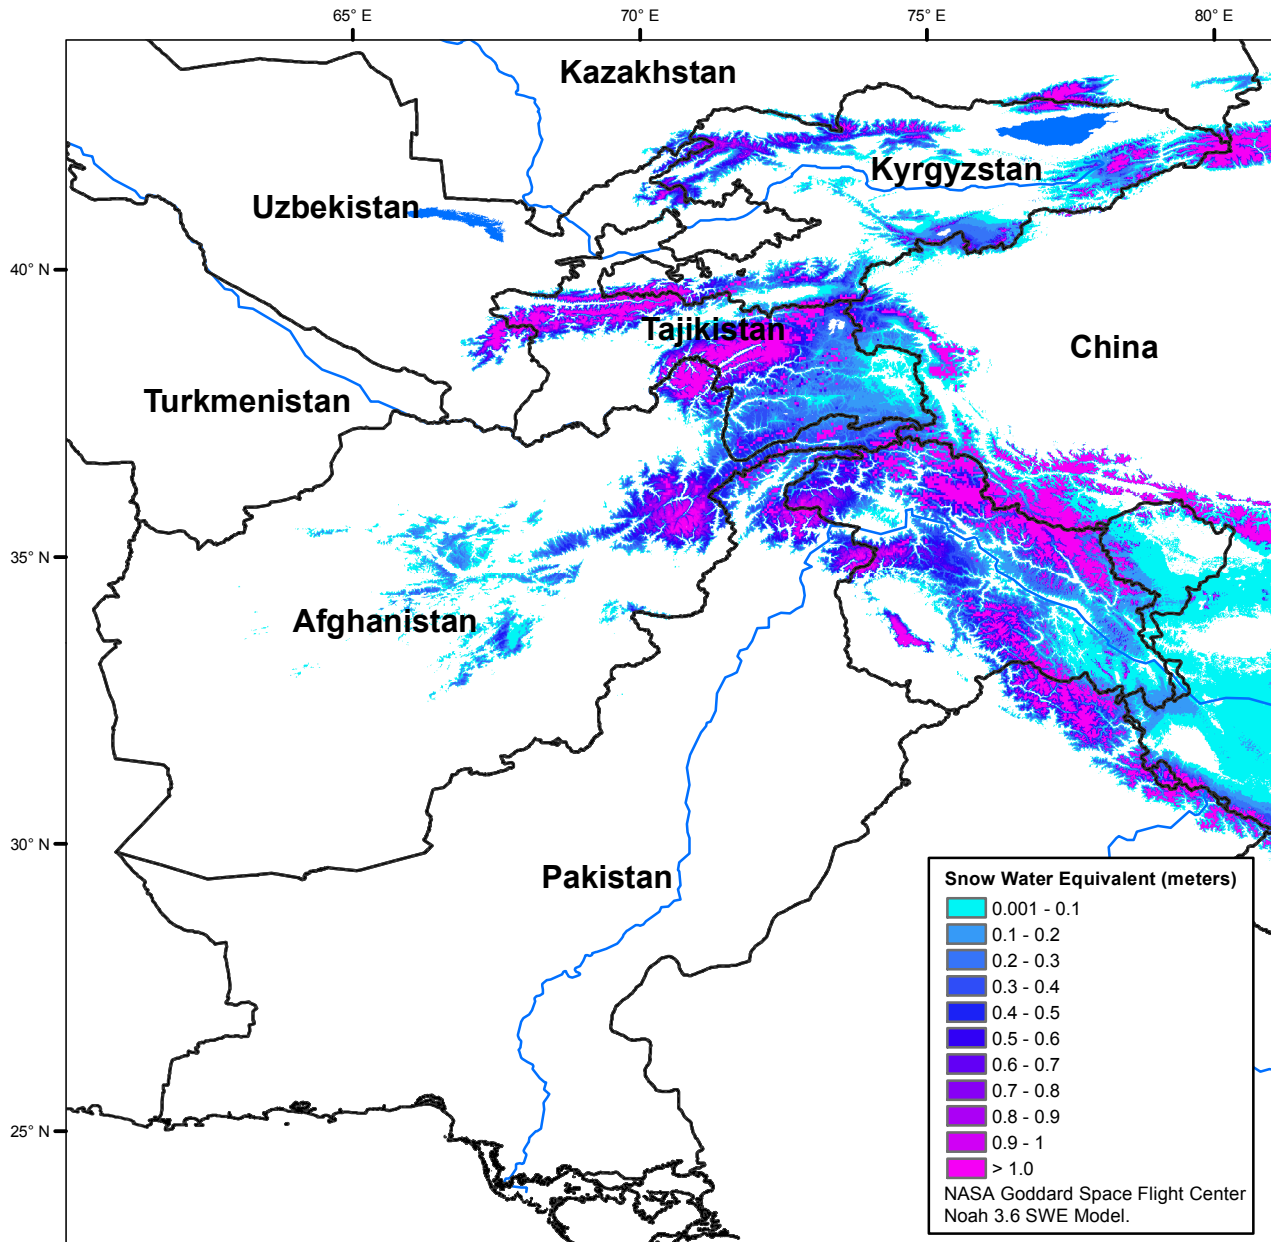 65° E
70° E
75° E
80° E
Kazakhstan
Kyrgyzstan
Uzbekistan
40° N
Tajikistan
China
Turkmenistan
35° N
Afghanistan
30° N
Pakistan
25° N
Snow Water Equivalent (meters)
0.001 - 0.1
0.1 - 0.2
0.2 - 0.3
0.3 - 0.4
0.4 - 0.5
0.5 - 0.6
0.6 - 0.7
0.7 - 0.8
0.8 - 0.9
0.9 - 1
> 1.0
NASA Goddard Space Flight Center
Noah 3.6 SWE Model.